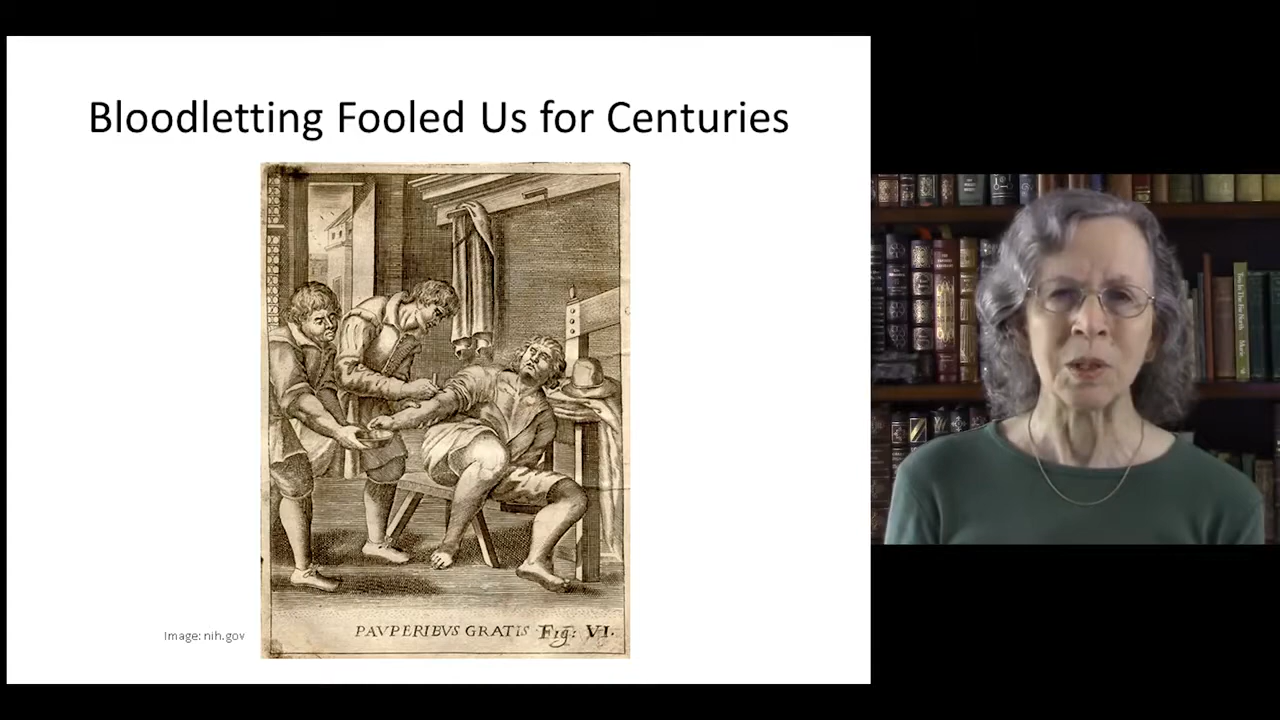 Bloodletting Fooled Us for Centuries
PAVPERIBVS GRATIS Fig: VI.
Image: nih.gov